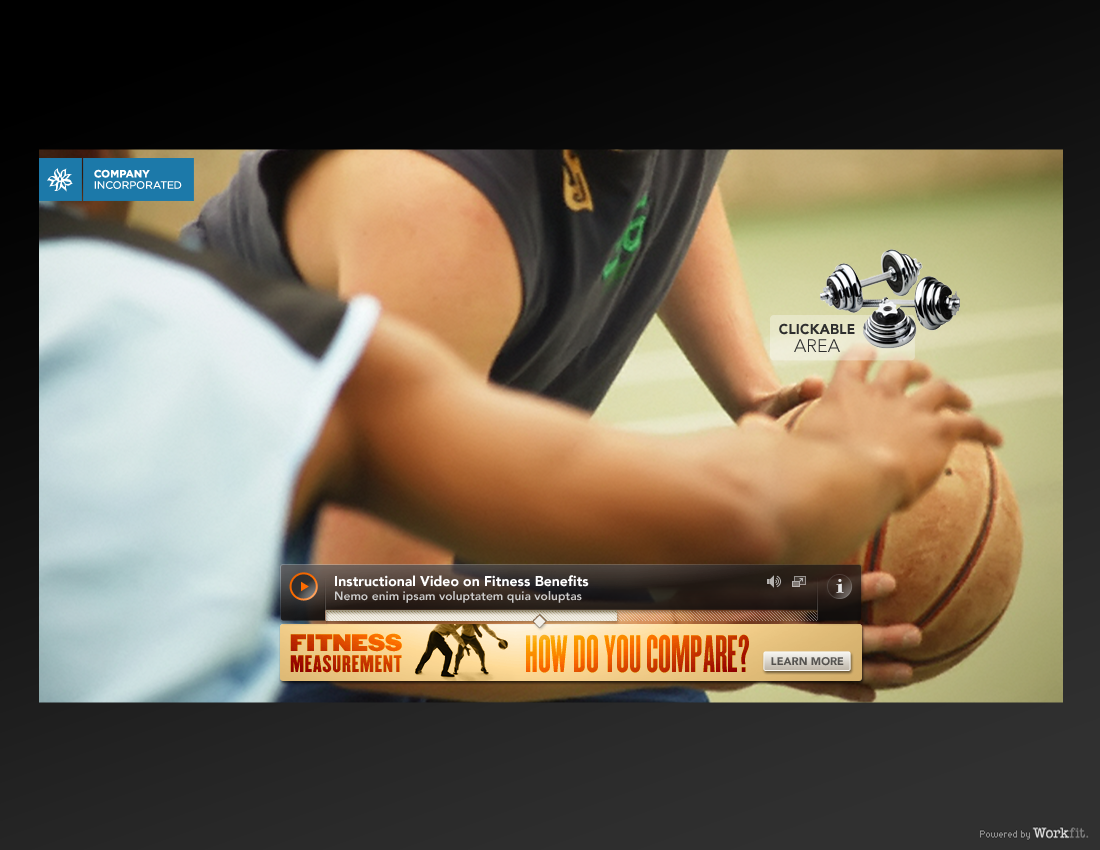 COMPANY
INCORPORATED
CLICKABLE
AREA
Instructional Video on Fitness Benefits
Nemo enim ipsam voluptatem quia voluptas
i
FITNESS
MEASUREMENT
HOW DO YOU COMPARE?
LEARN MORE
Powered by Workfit.